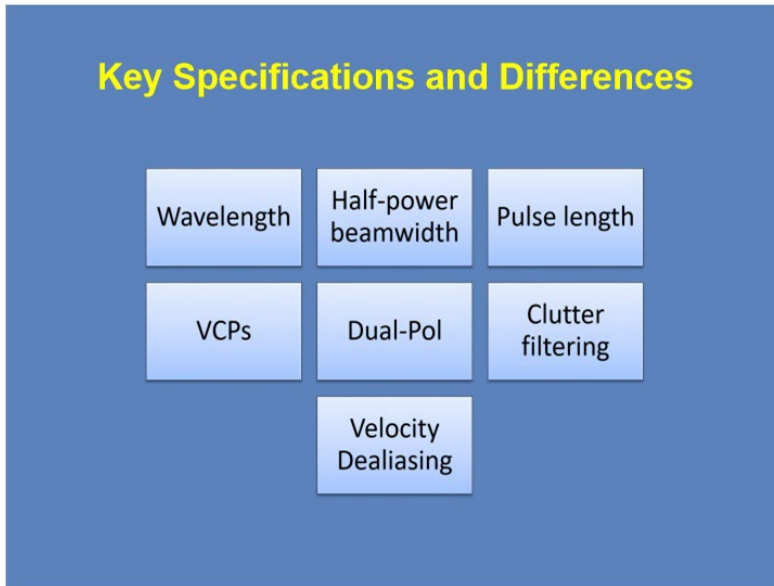 Key Specifications and Differences
Wavelength
Half-power
beamwidth
Pulse length
VCPs
Dual-Pol
Clutter
filtering
Velocity
Dealiasing